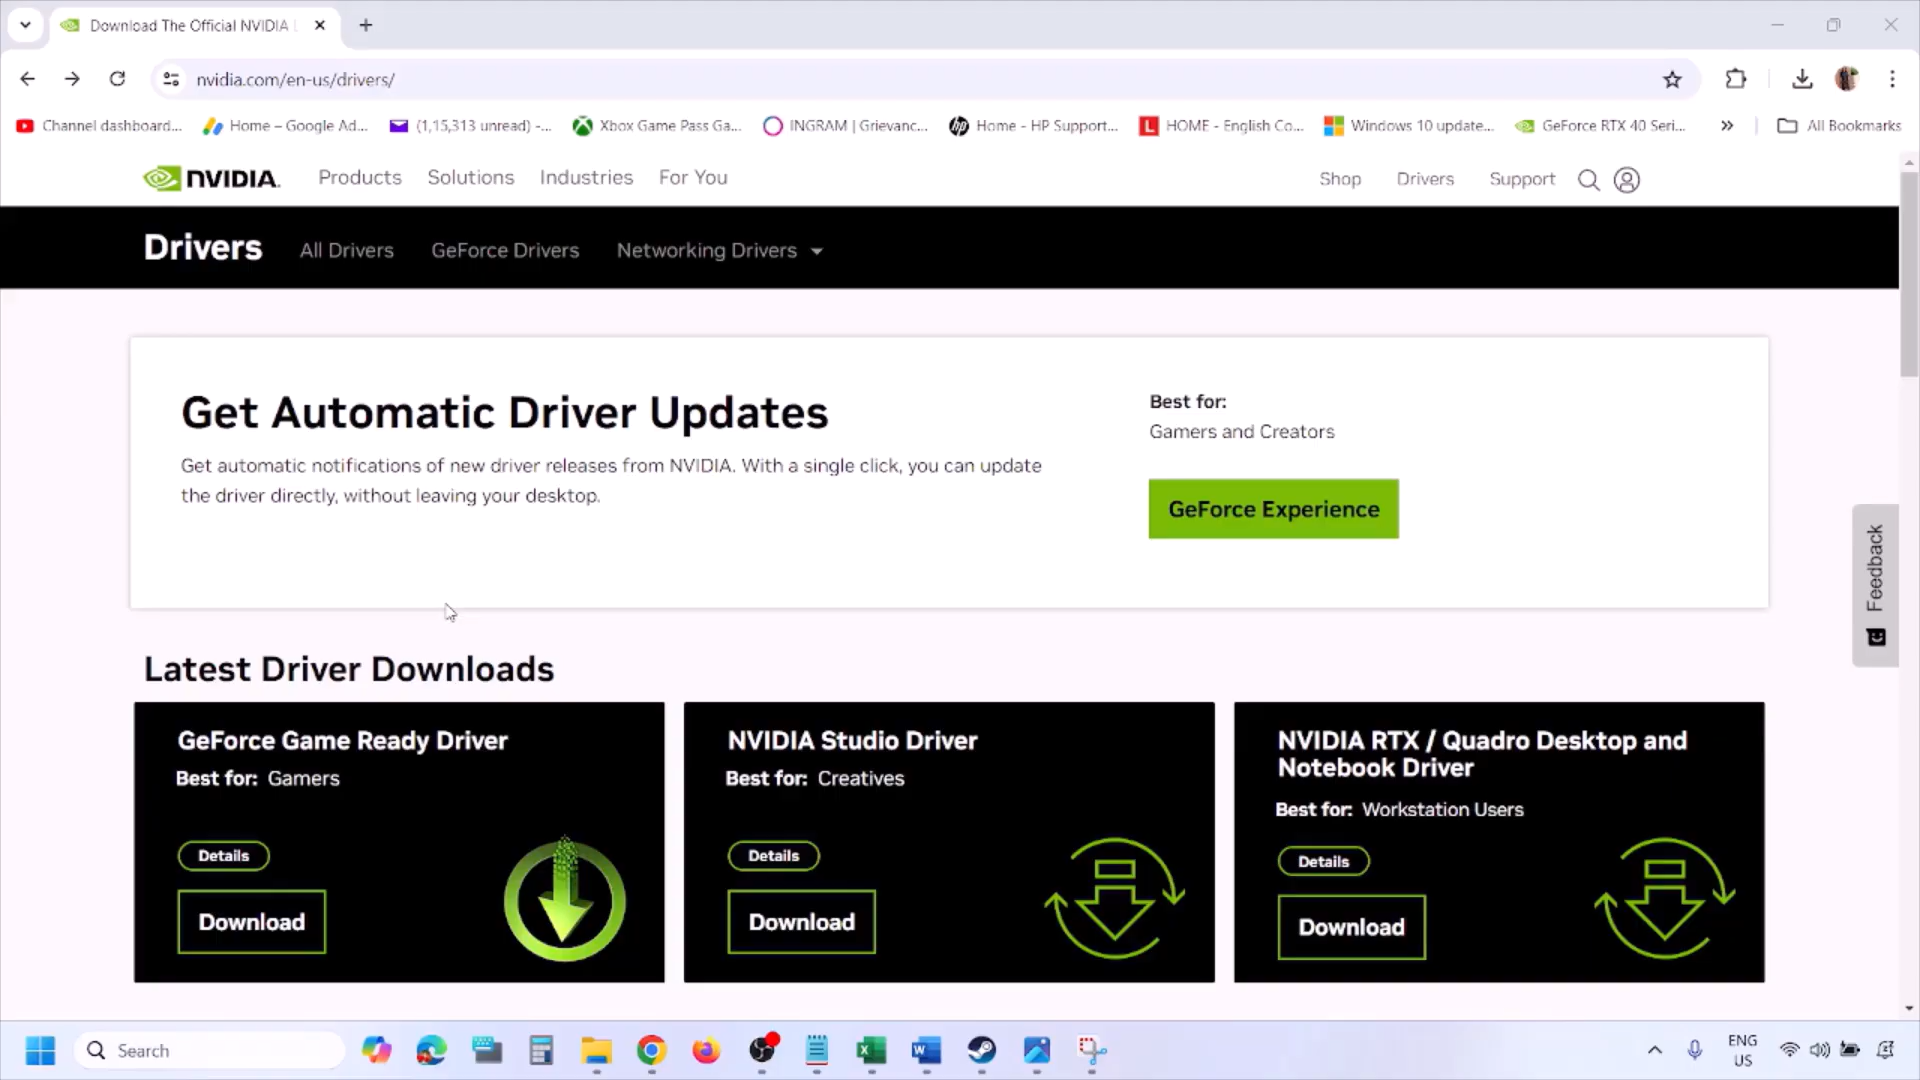 Download The Official NVIDIA
nvidia.com/en-us/drivers/
Channel dashboard... Home – Google Ad... (1,15,313 unread) -... Xbox Game Pass Ga... INGRAM | Grievanc... Home - HP Support... HOME - English Co... Windows 10 update... GeForce RTX 40 Seri... » All Bookmarks
NVIDIA. Products Solutions Industries For You Shop Drivers Support
Drivers All Drivers GeForce Drivers Networking Drivers
Get Automatic Driver Updates
Get automatic notifications of new driver releases from NVIDIA. With a single click, you can update
the driver directly, without leaving your desktop.
Best for:
Gamers and Creators
GeForce Experience
Feedback
Latest Driver Downloads
GeForce Game Ready Driver
Best for: Gamers
Details
Download
NVIDIA Studio Driver
Best for: Creatives
Details
Download
NVIDIA RTX / Quadro Desktop and
Notebook Driver
Best for: Workstation Users
Details
Download
Search
ENG
US